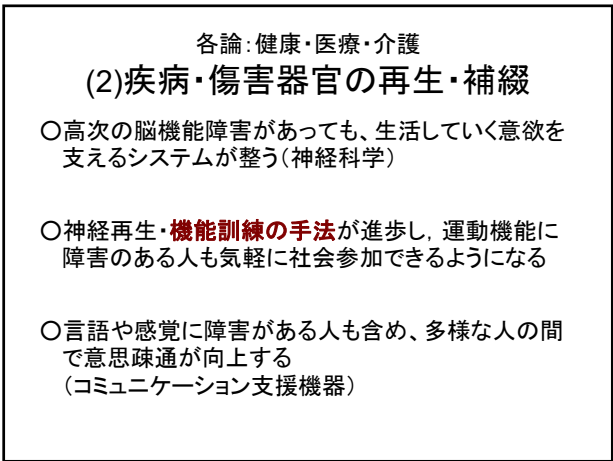 各論:健康・医療・介護
(2)疾病・傷害器官の再生・補綴
○高次の脳機能障害があっても、生活していく意欲を
支えるシステムが整う(神経科学)
○神経再生・機能訓練の手法が進歩し, 運動機能に
障害のある人も気軽に社会参加できるようになる
○言語や感覚に障害がある人も含め、多様な人の間
で意思疎通が向上する
(コミュニケーション支援機器)